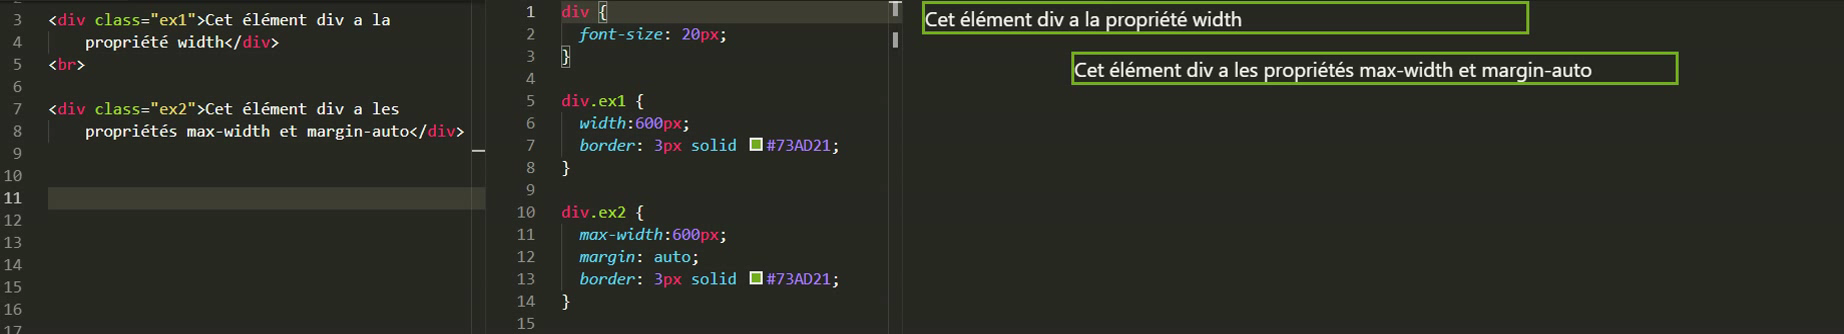 3 <div class="ex1">Cet élément div a la
4 propriété width</div>
5 <br>
6
7 <div class="ex2">Cet élément div a les
8 propriétés max-width et margin-auto</div>
9
10
11
12
13
14
15
16
17
1 div {
2 font-size: 20px;
3 }
4
5 div.ex1 {
6 width:600px;
7 border: 3px solid #73AD21;
8 }
9
10 div.ex2 {
11 max-width:600px;
12 margin: auto;
13 border: 3px solid #73AD21;
14 }
15
Cet élément div a la propriété width
Cet élément div a les propriétés max-width et margin-auto